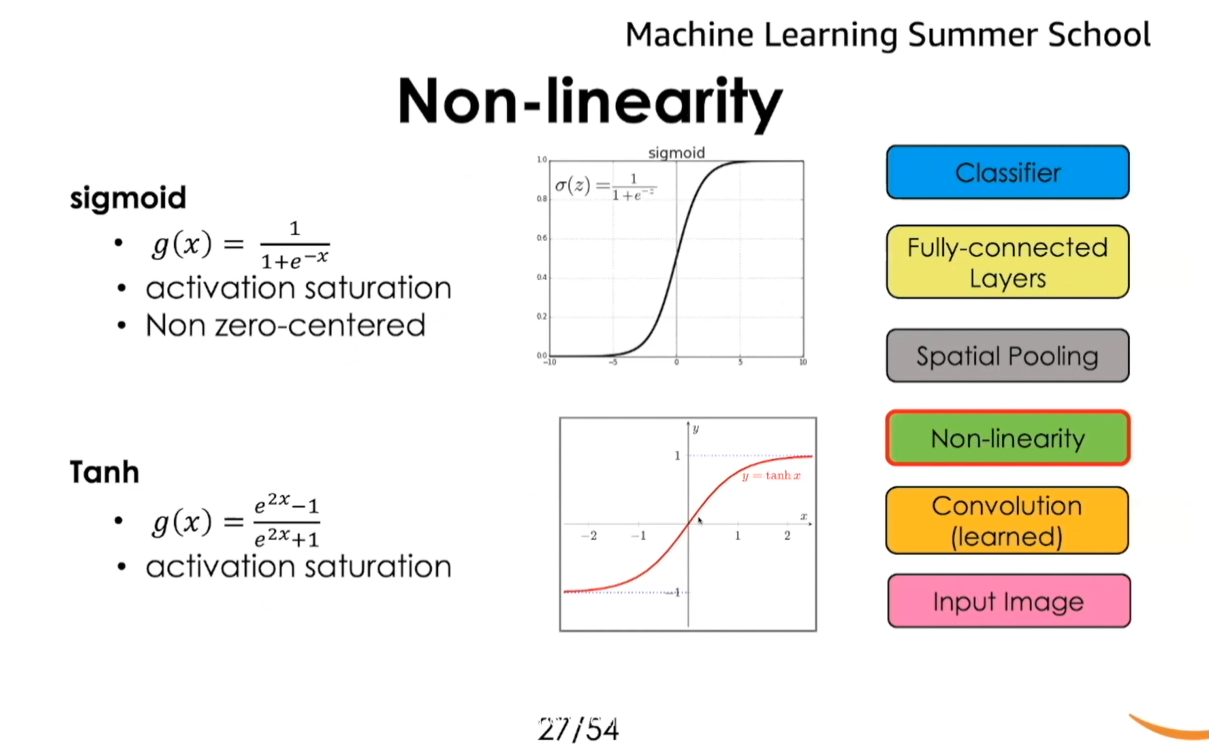 Machine Learning Summer School
Non-linearity
sigmoid
• g(x) = 1/(1+e^−x)
• activation saturation
• Non zero-centered
Tanh
• g(x) = (e^2x−1)/(e^2x+1)
• activation saturation
sigmoid
σ(z) = 1/(1+e^−z)
1.0
0.8
0.6
0.4
0.2
0.0
−10 −5 0 5 10
y
1
y = tanh x
x
−2 −1 1 2
−1
Classifier
Fully-connected
Layers
Spatial Pooling
Non-linearity
Convolution
(learned)
Input Image
27/54